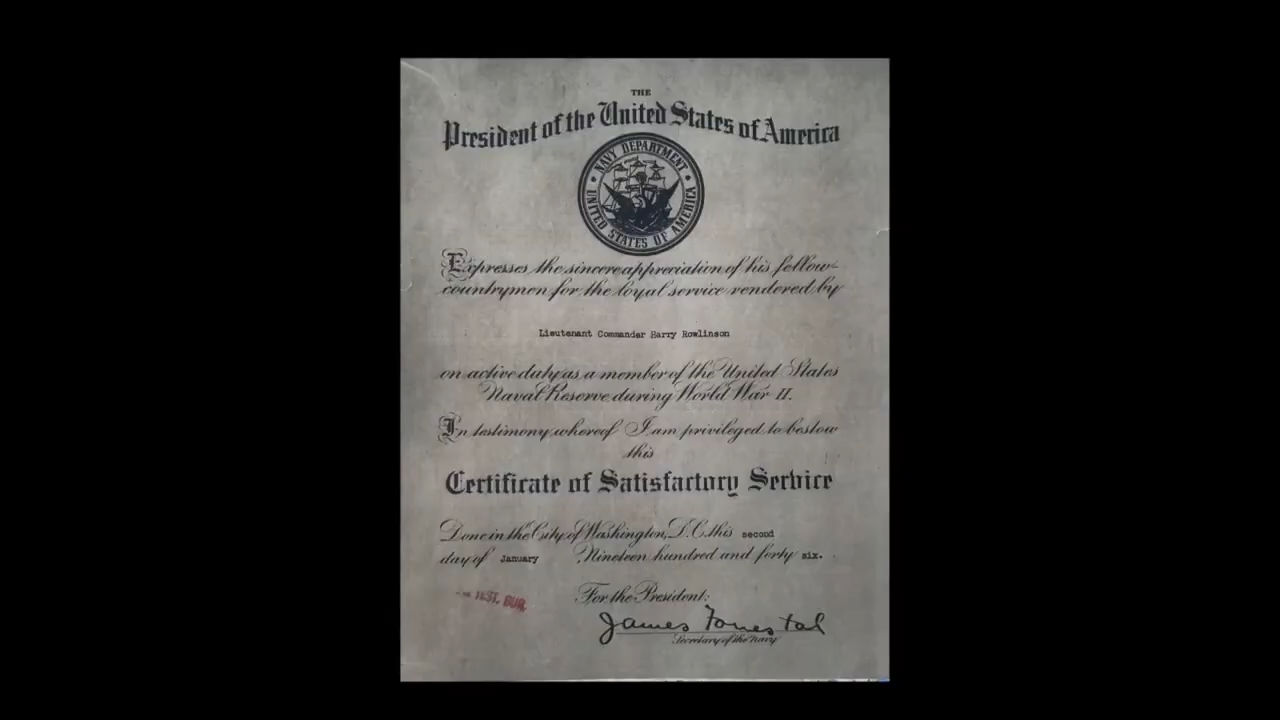 THE
President of the United States of America
NAVY DEPARTMENT
UNITED STATES OF AMERICA
Expresses the sincere appreciation of his fellow-
countrymen for the loyal service rendered by
Lieutenant Commander Harry Rowlinson
on active duty as a member of the United States
Naval Reserve during World War II.
In testimony whereof I am privileged to bestow
this
Certificate of Satisfactory Service
Done in the City of Washington, D.C. this second
day of January Nineteen hundred and forty six.
For the President:
James Forrestal
Secretary of the Navy